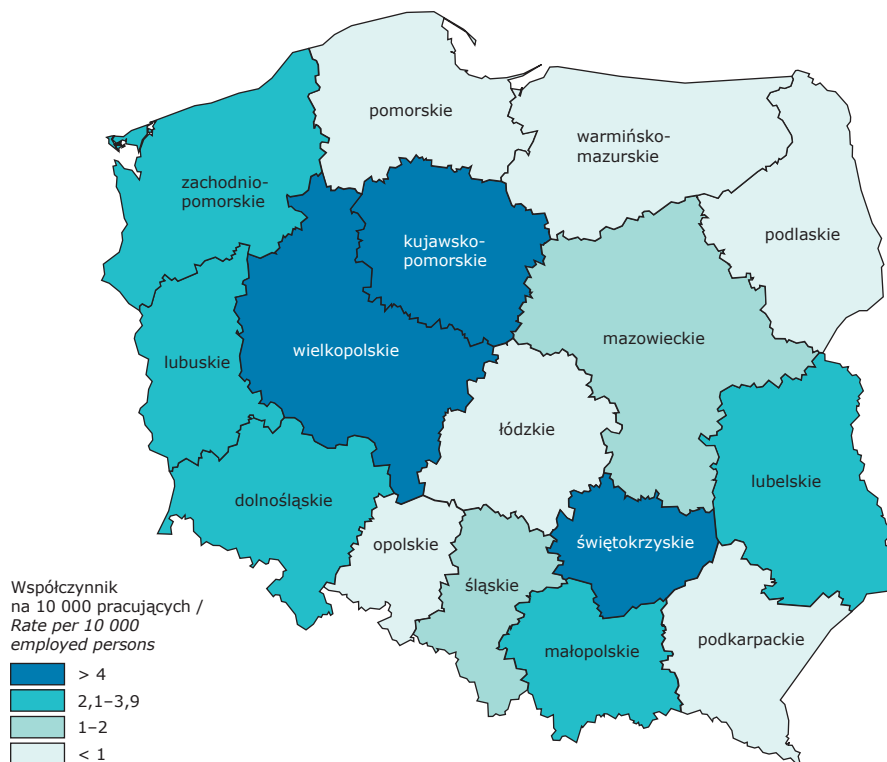 pomorskie
warmińsko-
mazurskie
zachodnio-
pomorskie
podlaskie
kujawsko-
pomorskie
mazowieckie
wielkopolskie
lubuskie
łódzkie
lubelskie
dolnośląskie
opolskie
świętokrzyskie
śląskie
podkarpackie
małopolskie
Współczynnik
na 10 000 pracujących /
Rate per 10 000
employed persons
> 4
2,1–3,9
1–2
< 1